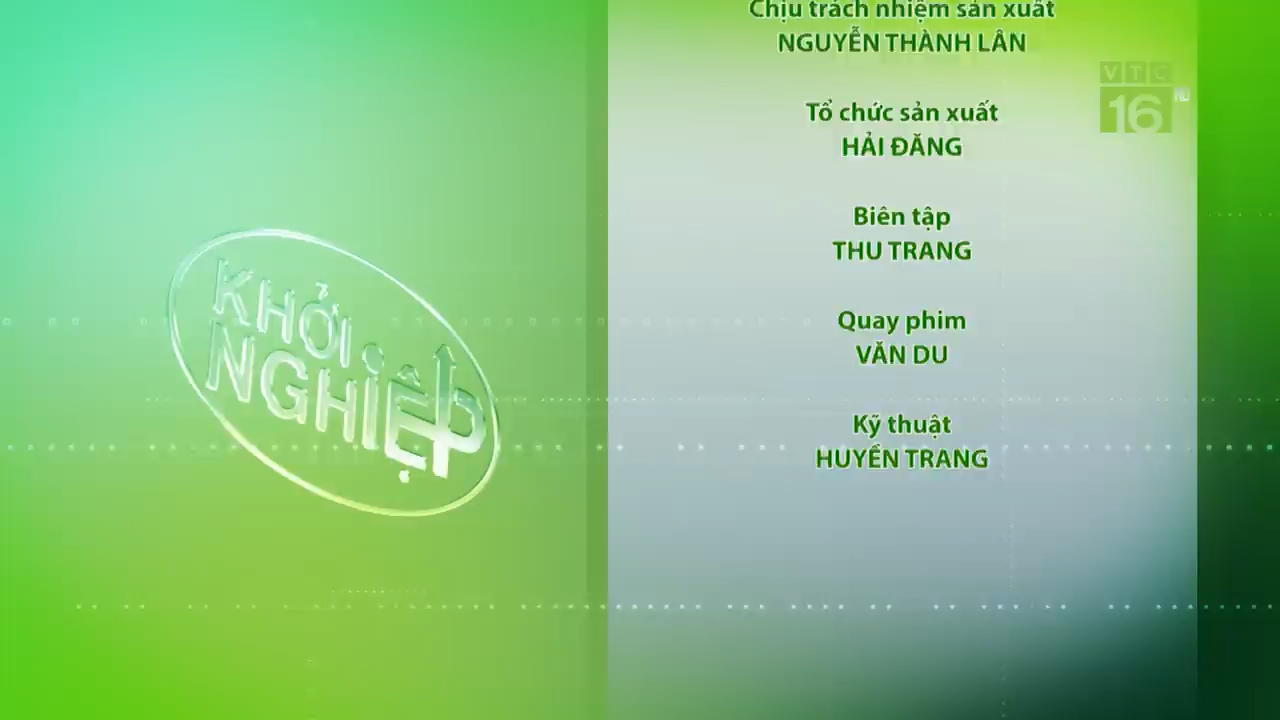 Chịu trách nhiệm sản xuất
NGUYỄN THÀNH LÂN
VTC
16
HD
Tổ chức sản xuất
HẢI ĐĂNG
Biên tập
THU TRANG
KHỞI
NGHIỆP
Quay phim
VĂN DU
Kỹ thuật
HUYỀN TRANG